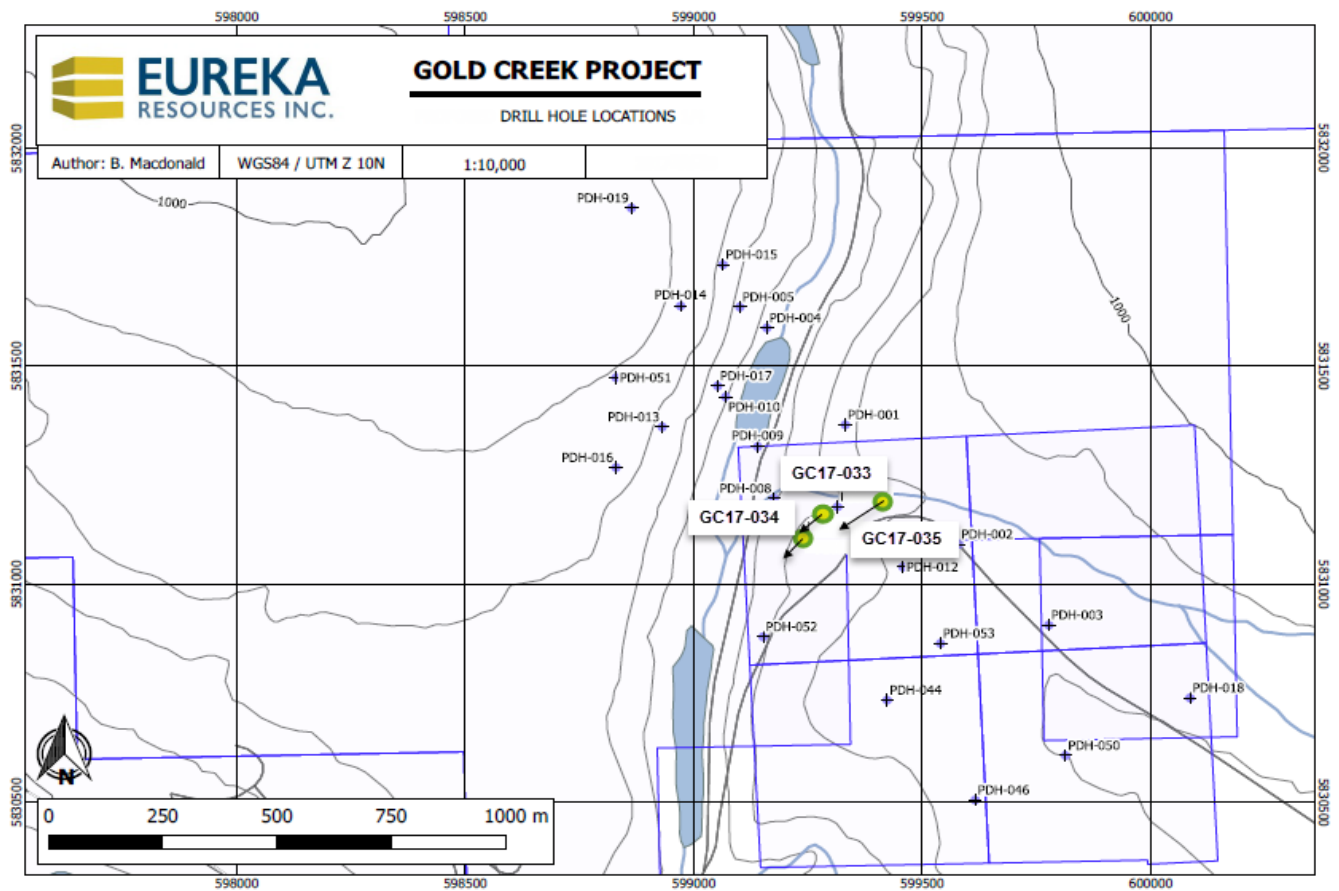 598000
598500
599000
599500
600000
EUREKA
RESOURCES INC.
GOLD CREEK PROJECT
DRILL HOLE LOCATIONS
Author: B. Macdonald
WGS84 / UTM Z 10N
1:10,000
5832000
5832000
1000
PDH-019
PDH-015
PDH-014
PDH-005
PDH-004
1000
5831500
5831500
PDH-051
PDH-017
PDH-010
PDH-013
PDH-001
PDH-009
PDH-016
GC17-033
PDH-008
GC17-034
GC17-035
PDH-002
PDH-012
5831000
5831000
PDH-003
PDH-052
PDH-053
PDH-044
PDH-018
PDH-050
PDH-046
N
5830500
5830500
0 250 500 750 1000 m
598000
598500
599000
599500
600000